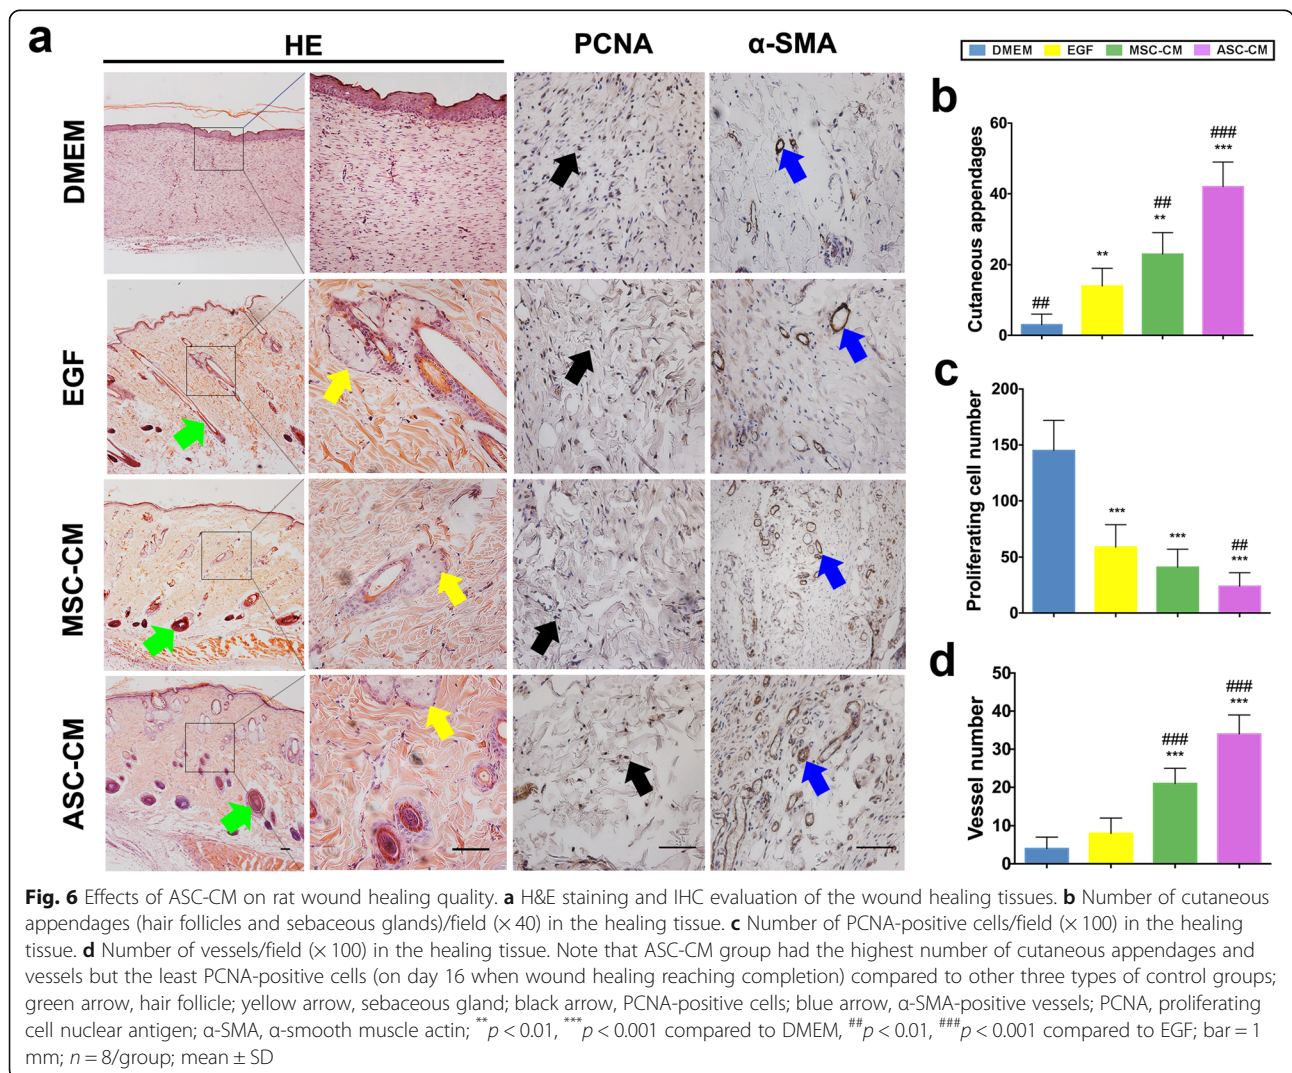 a
HE
PCNA
α-SMA
DMEM
EGF
MSC-CM
ASC-CM
DMEM EGF MSC-CM ASC-CM
b
Cutaneous appendages
60
40
20
0
##
**
##
**
###
***
c
Proliferating cell number
200
150
100
50
0
***
***
##
***
d
Vessel number
50
40
30
20
10
0
###
***
###
***
Fig. 6 Effects of ASC-CM on rat wound healing quality. a H&E staining and IHC evaluation of the wound healing tissues. b Number of cutaneous
appendages (hair follicles and sebaceous glands)/field (× 40) in the healing tissue. c Number of PCNA-positive cells/field (× 100) in the healing
tissue. d Number of vessels/field (× 100) in the healing tissue. Note that ASC-CM group had the highest number of cutaneous appendages and
vessels but the least PCNA-positive cells (on day 16 when wound healing reaching completion) compared to other three types of control groups;
green arrow, hair follicle; yellow arrow, sebaceous gland; black arrow, PCNA-positive cells; blue arrow, α-SMA-positive vessels; PCNA, proliferating
cell nuclear antigen; α-SMA, α-smooth muscle actin; **p < 0.01, ***p < 0.001 compared to DMEM, ##p < 0.01, ###p < 0.001 compared to EGF; bar = 1
mm; n = 8/group; mean ± SD